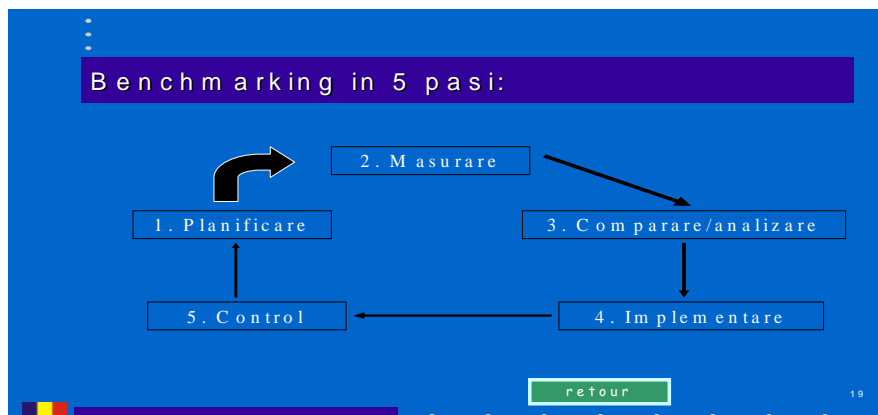 Benchmarking in 5 pasi:
2. Masurare
1. Planificare
3. Comparare/analizare
5. Control
4. Implementare
retour
19